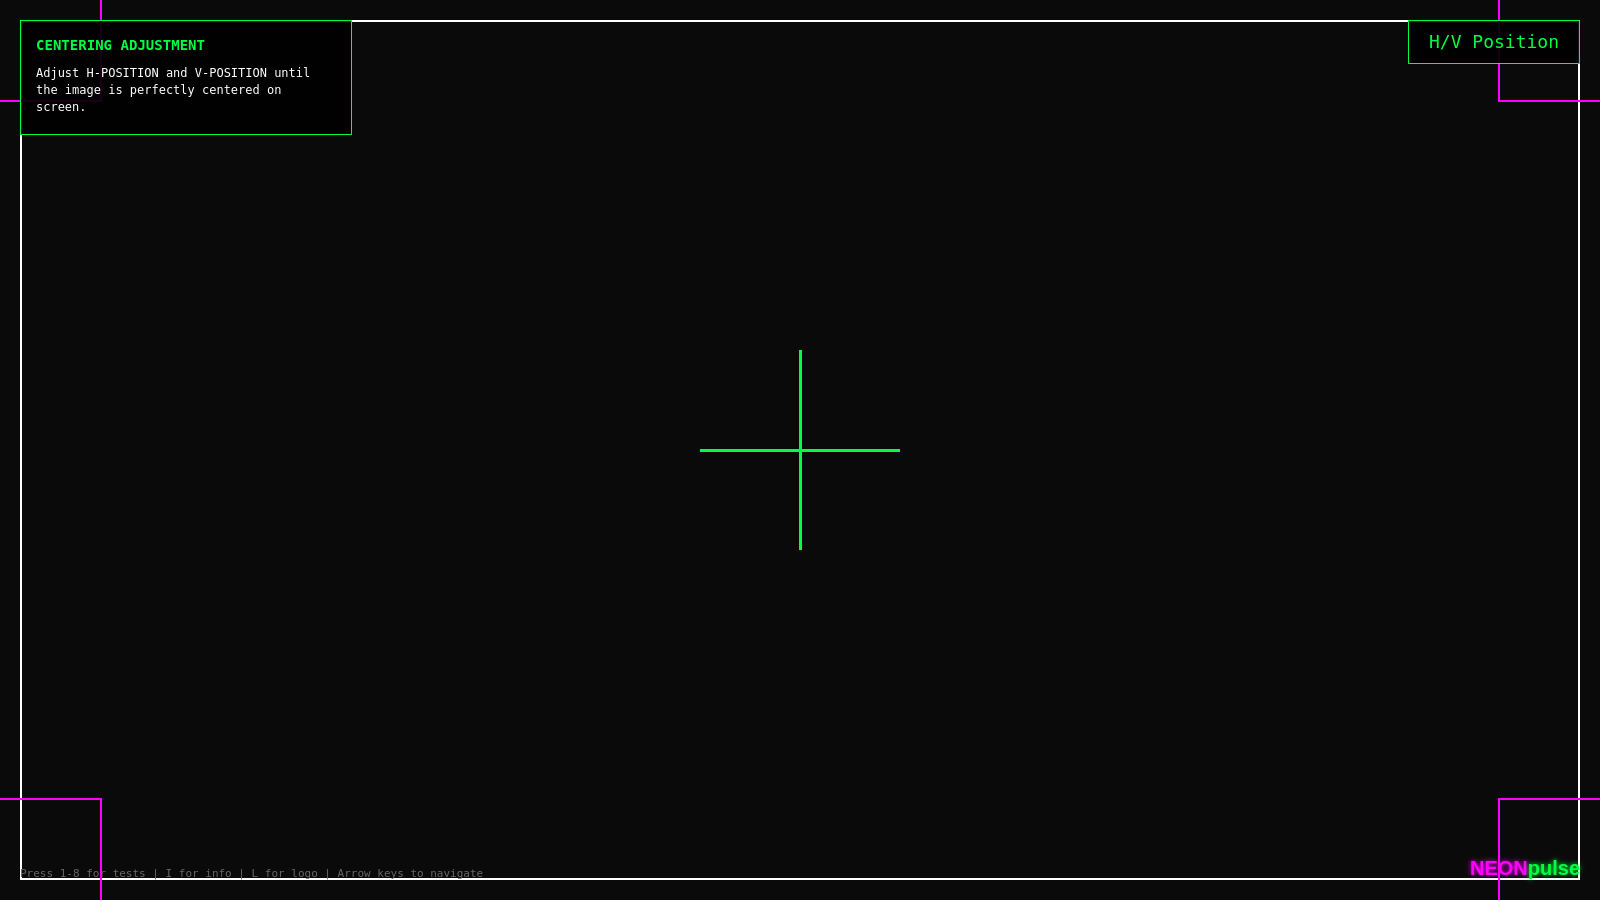 CENTERING ADJUSTMENT
Adjust H-POSITION and V-POSITION until
the image is perfectly centered on
screen.
H/V Position
Press 1-8 for tests | I for info | L for logo | Arrow keys to navigate
NEONpulse